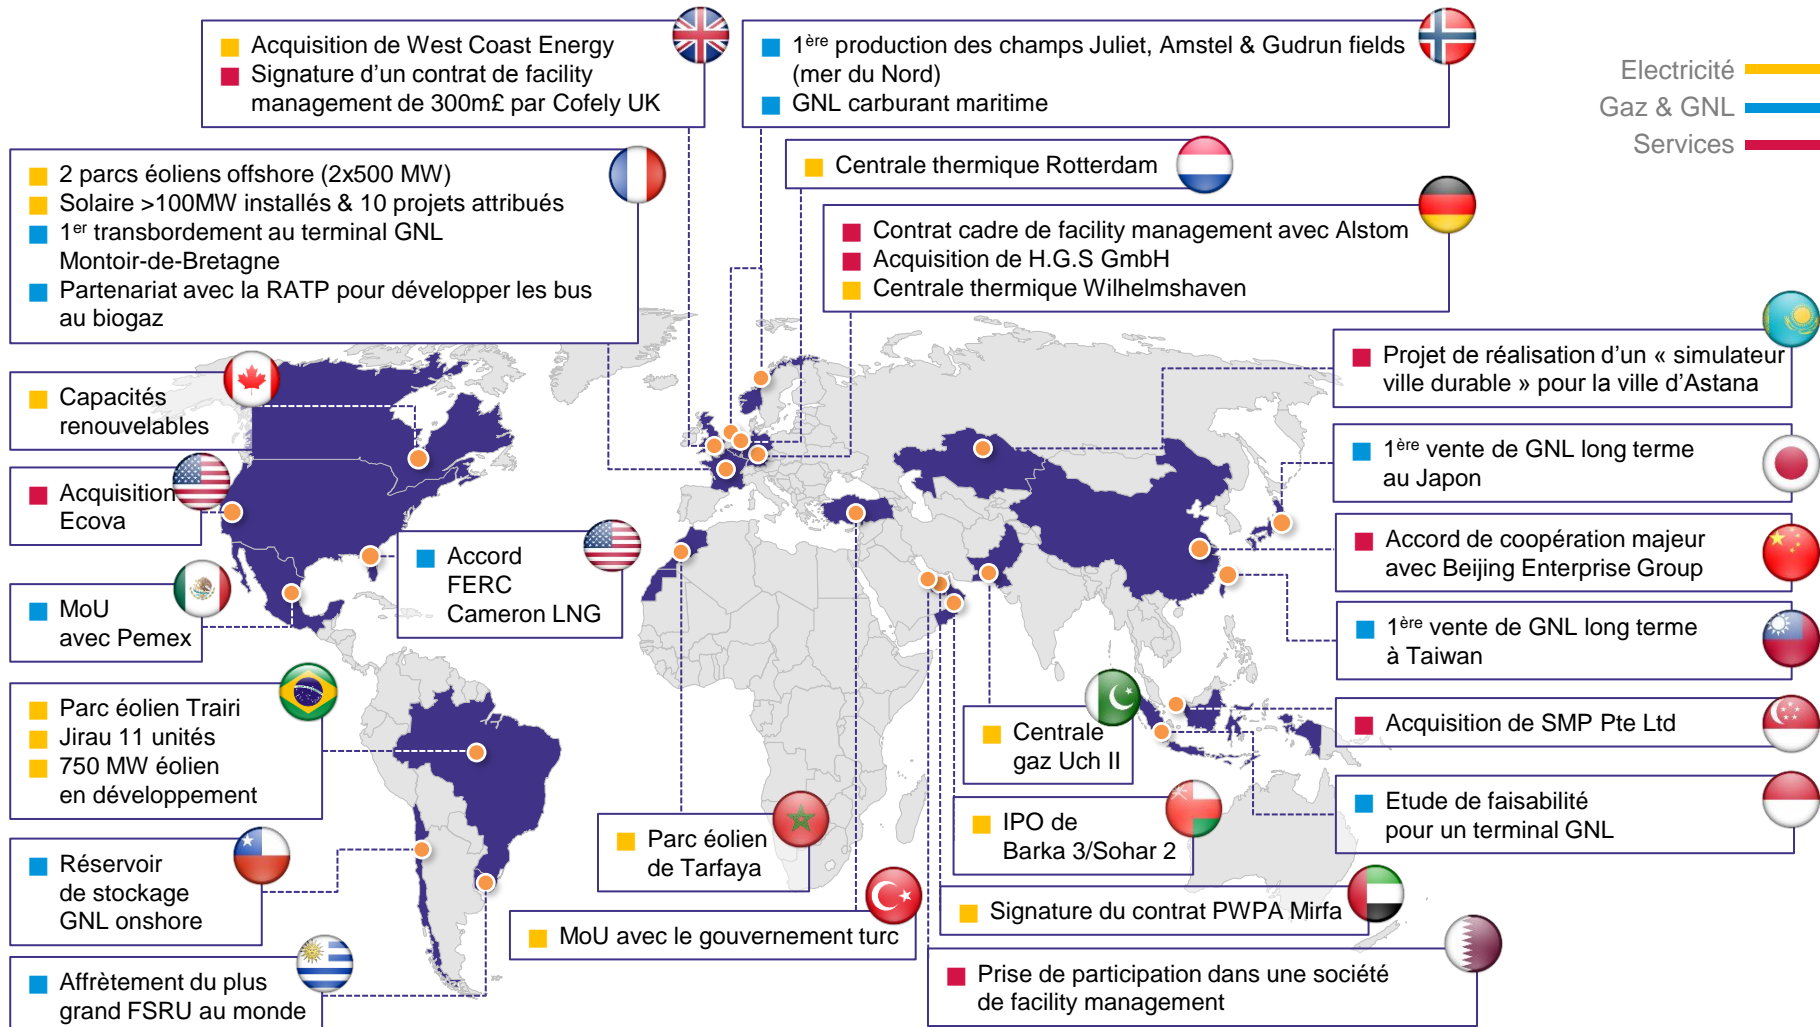 Acquisition de West Coast Energy
Signature d'un contrat de facility
management de 300m£ par Cofely UK
1ère production des champs Juliet, Amstel & Gudrun fields
(mer du Nord)
GNL carburant maritime
Electricité
Gaz & GNL
Services
2 parcs éoliens offshore (2x500 MW)
Solaire >100MW installés & 10 projets attribués
1er transbordement au terminal GNL
Montoir-de-Bretagne
Partenariat avec la RATP pour développer les bus
au biogaz
Centrale thermique Rotterdam
Contrat cadre de facility management avec Alstom
Acquisition de H.G.S GmbH
Centrale thermique Wilhelmshaven
Projet de réalisation d'un « simulateur
ville durable » pour la ville d'Astana
Capacités
renouvelables
1ère vente de GNL long terme
au Japon
Acquisition
Ecova
Accord
FERC
Cameron LNG
Accord de coopération majeur
avec Beijing Enterprise Group
MoU
avec Pemex
1ère vente de GNL long terme
à Taiwan
Parc éolien Trairi
Jirau 11 unités
750 MW éolien
en développement
Centrale
gaz Uch II
Acquisition de SMP Pte Ltd
Etude de faisabilité
pour un terminal GNL
Parc éolien
de Tarfaya
IPO de
Barka 3/Sohar 2
Réservoir
de stockage
GNL onshore
Signature du contrat PWPA Mirfa
MoU avec le gouvernement turc
Affrètement du plus
grand FSRU au monde
Prise de participation dans une société
de facility management